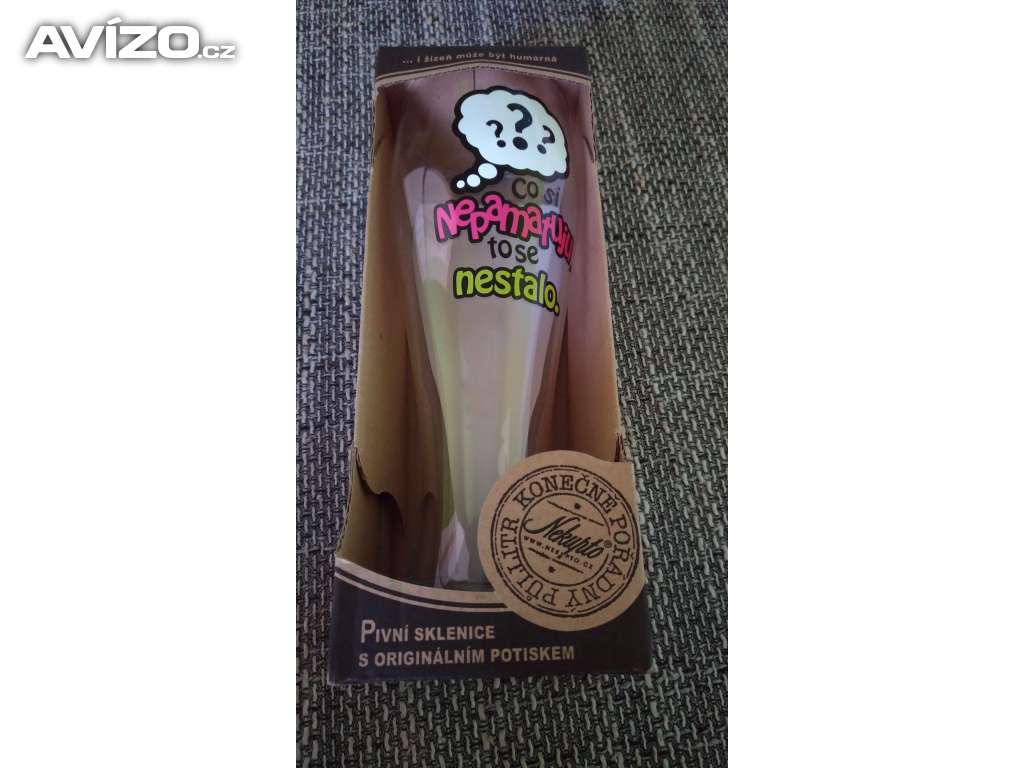 AVÍZO.cz
... i žízeň může být humorná
? ? ?
Co si
Nepamatuju,
to se
nestalo.
KONEČNĚ POŘÁDNÝ PŮLLITR
Nekupto®
WWW.NEKUPTO.CZ
PIVNÍ SKLENICE
S ORIGINÁLNÍM POTISKEM